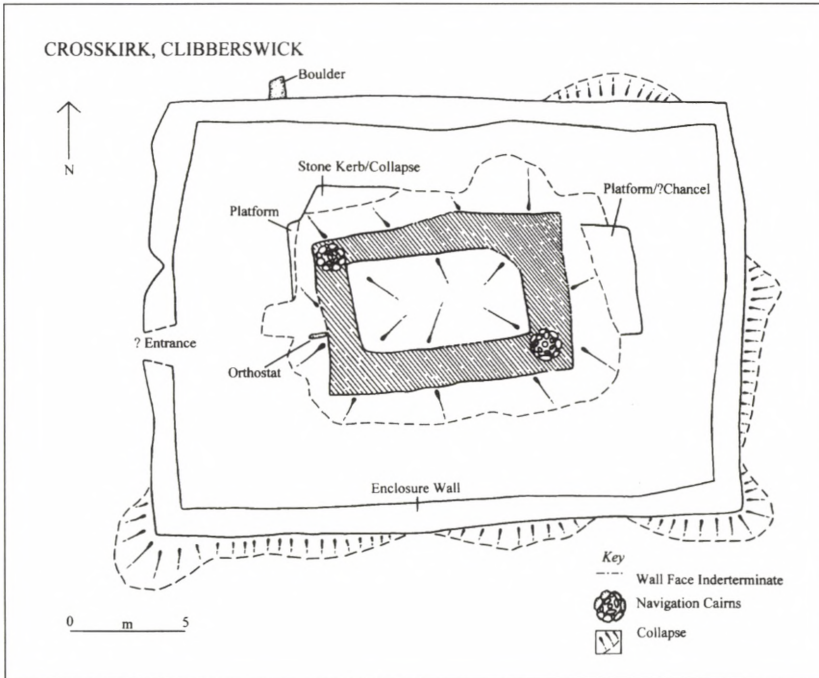 CROSSKIRK, CLIBBERSWICK
Boulder
N
Stone Kerb/Collapse
Platform
Platform/?Chancel
? Entrance
Orthostat
Enclosure Wall
Key
Wall Face Inderterminate
Navigation Cairns
Collapse
0 m 5